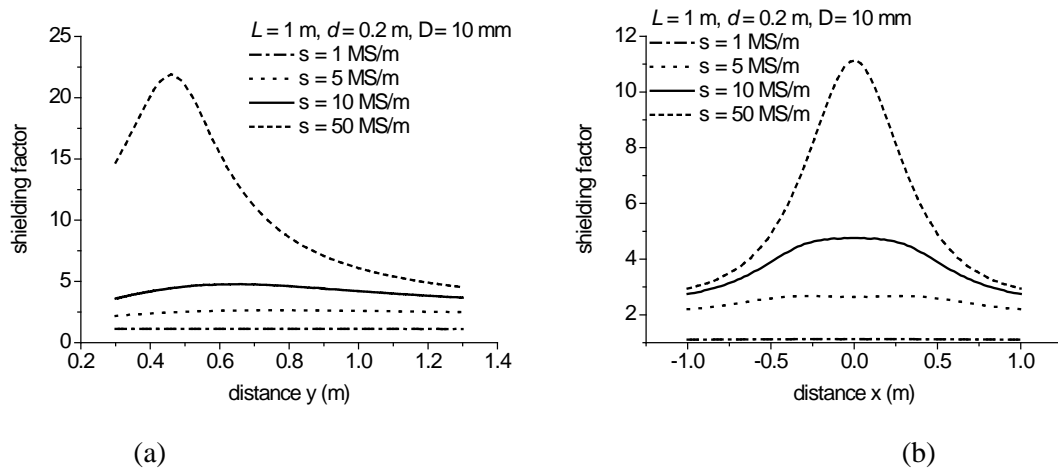 L = 1 m, d = 0.2 m, D= 10 mm
s = 1 MS/m
s = 5 MS/m
s = 10 MS/m
s = 50 MS/m
25
20
15
10
5
0
shielding factor
0.2 0.4 0.6 0.8 1.0 1.2 1.4
distance y (m)
(a)
L = 1 m, d = 0.2 m, D= 10 mm
s = 1 MS/m
s = 5 MS/m
s = 10 MS/m
s = 50 MS/m
12
10
8
6
4
2
shielding factor
-1.0 -0.5 0.0 0.5 1.0
distance x (m)
(b)